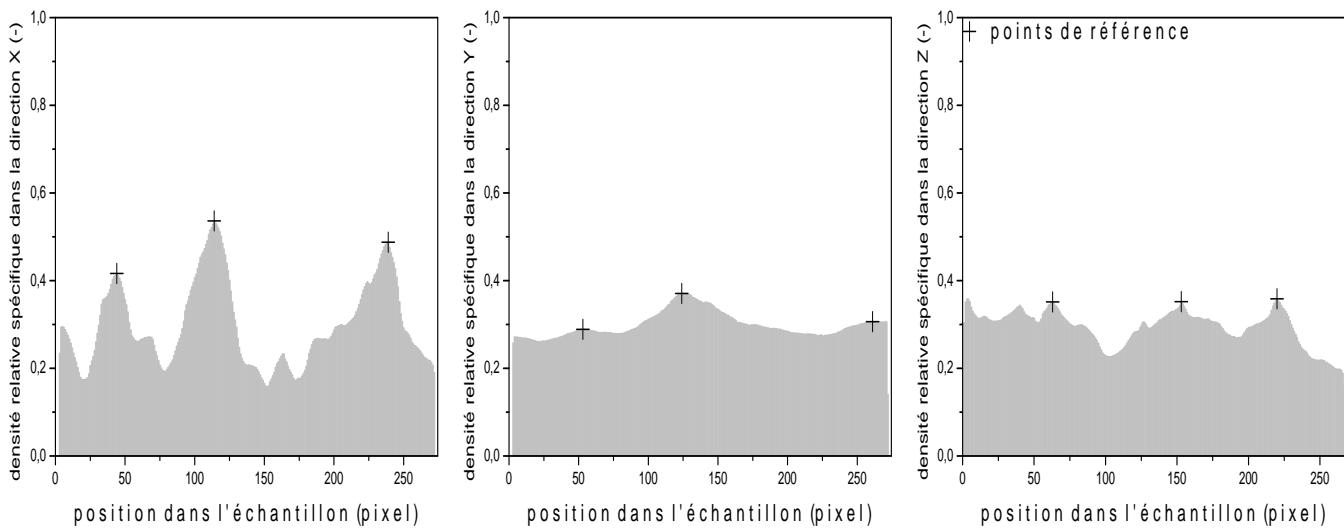 densité relative spécifique dans la direction X (-)
1,0
0,8
0,6
0,4
0,2
0,0
0 50 100 150 200 250
position dans l'échantillon (pixel)
densité relative spécifique dans la direction Y (-)
1,0
0,8
0,6
0,4
0,2
0,0
0 50 100 150 200 250
position dans l'échantillon (pixel)
densité relative spécifique dans la direction Z (-)
1,0
0,8
0,6
0,4
0,2
0,0
points de référence
0 50 100 150 200 250
position dans l'échantillon (pixel)